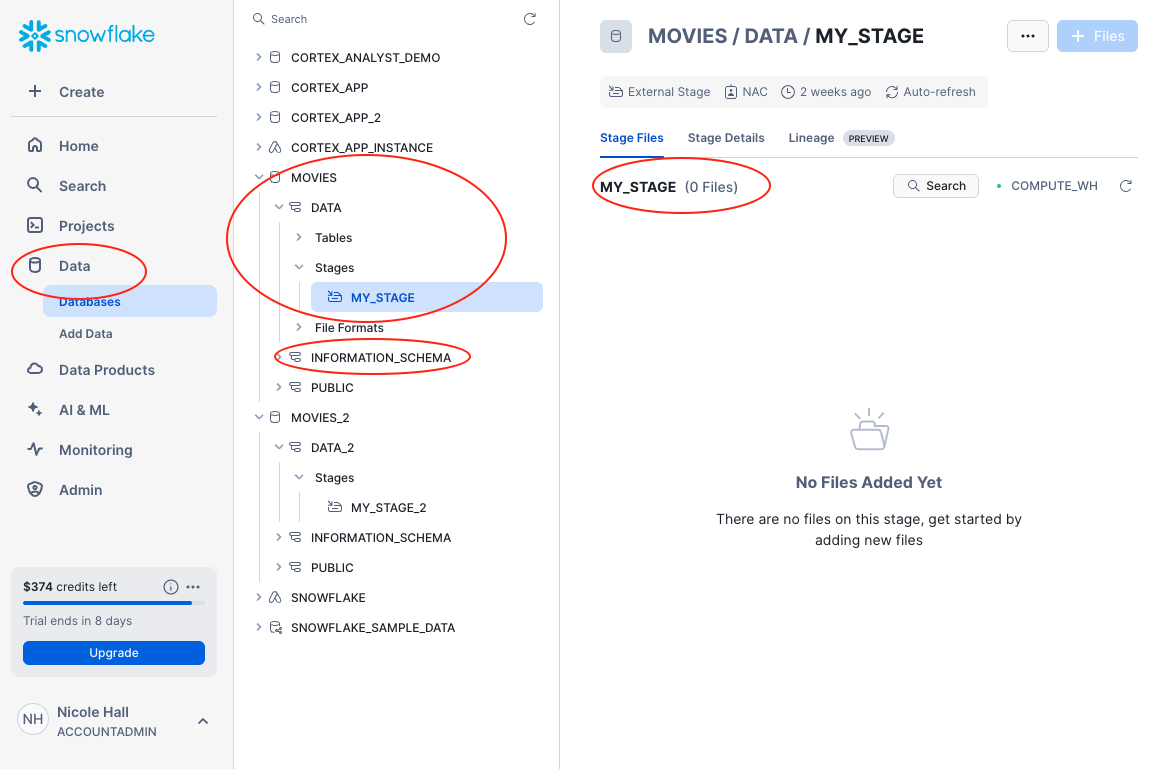 snowflake
Create
Home
Search
Projects
Data
Databases
Add Data
Data Products
AI & ML
Monitoring
Admin
$374 credits left
Trial ends in 8 days
Upgrade
NH
Nicole Hall
ACCOUNTADMIN
Search
CORTEX_ANALYST_DEMO
CORTEX_APP
CORTEX_APP_2
CORTEX_APP_INSTANCE
MOVIES
DATA
Tables
Stages
MY_STAGE
File Formats
INFORMATION_SCHEMA
PUBLIC
MOVIES_2
DATA_2
Stages
MY_STAGE_2
INFORMATION_SCHEMA
PUBLIC
SNOWFLAKE
SNOWFLAKE_SAMPLE_DATA
MOVIES / DATA / MY_STAGE
... + Files
External Stage NAC 2 weeks ago Auto-refresh
Stage Files Stage Details Lineage PREVIEW
MY_STAGE (0 Files) Search COMPUTE_WH
No Files Added Yet
There are no files on this stage, get started by
adding new files